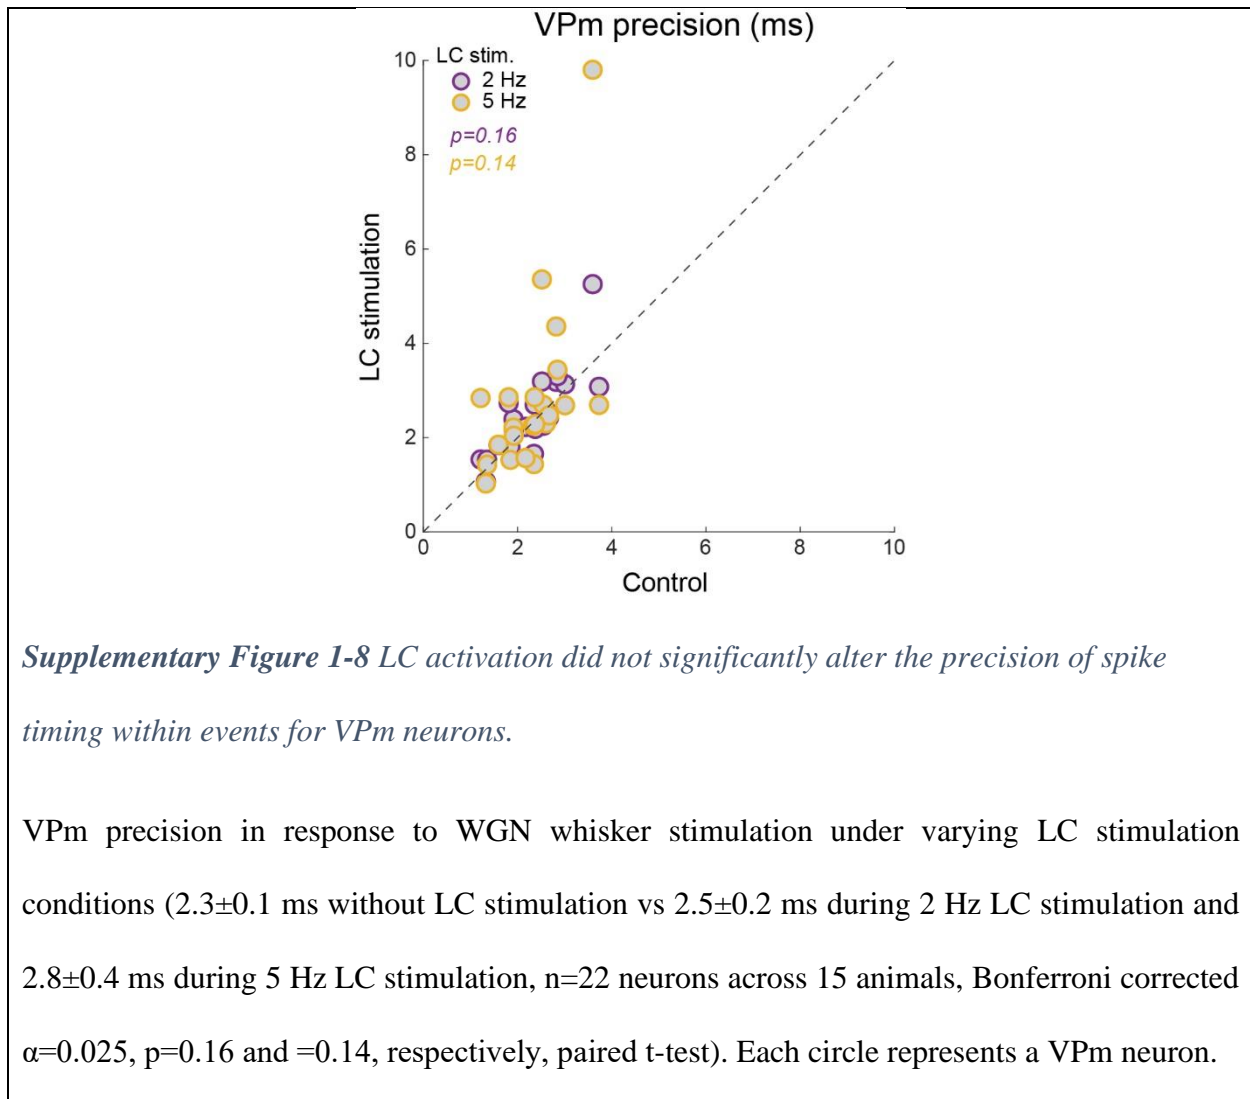 VPm precision (ms)
LC stim.
2 Hz
5 Hz
p=0.16
p=0.14
10
8
6
4
2
0
LC stimulation
0 2 4 6 8 10
Control
Supplementary Figure 1-8 LC activation did not significantly alter the precision of spike
timing within events for VPm neurons.
VPm precision in response to WGN whisker stimulation under varying LC stimulation
conditions (2.3±0.1 ms without LC stimulation vs 2.5±0.2 ms during 2 Hz LC stimulation and
2.8±0.4 ms during 5 Hz LC stimulation, n=22 neurons across 15 animals, Bonferroni corrected
α=0.025, p=0.16 and =0.14, respectively, paired t-test). Each circle represents a VPm neuron.